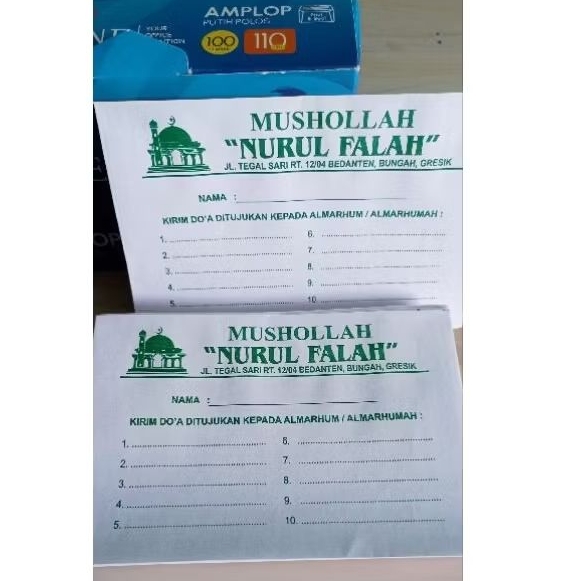 AMPLOP
PUTIH POLOS
100
110
MUSHOLLAH
"NURUL FALAH"
JL. TEGAL SARI RT. 12/04 BEDANTEN, BUNGAH, GRESIK
NAMA :
KIRIM DO'A DITUJUKAN KEPADA ALMARHUM / ALMARHUMAH :
1. 6.
2. 7.
3. 8.
4. 9.
5. 10
MUSHOLLAH
"NURUL FALAH"
JL. TEGAL SARI RT. 12/04 BEDANTEN, BUNGAH, GRESIK
NAMA :
KIRIM DO'A DITUJUKAN KEPADA ALMARHUM / ALMARHUMAH :
1. 6.
2. 7.
3. 8.
4. 9.
5. 10.